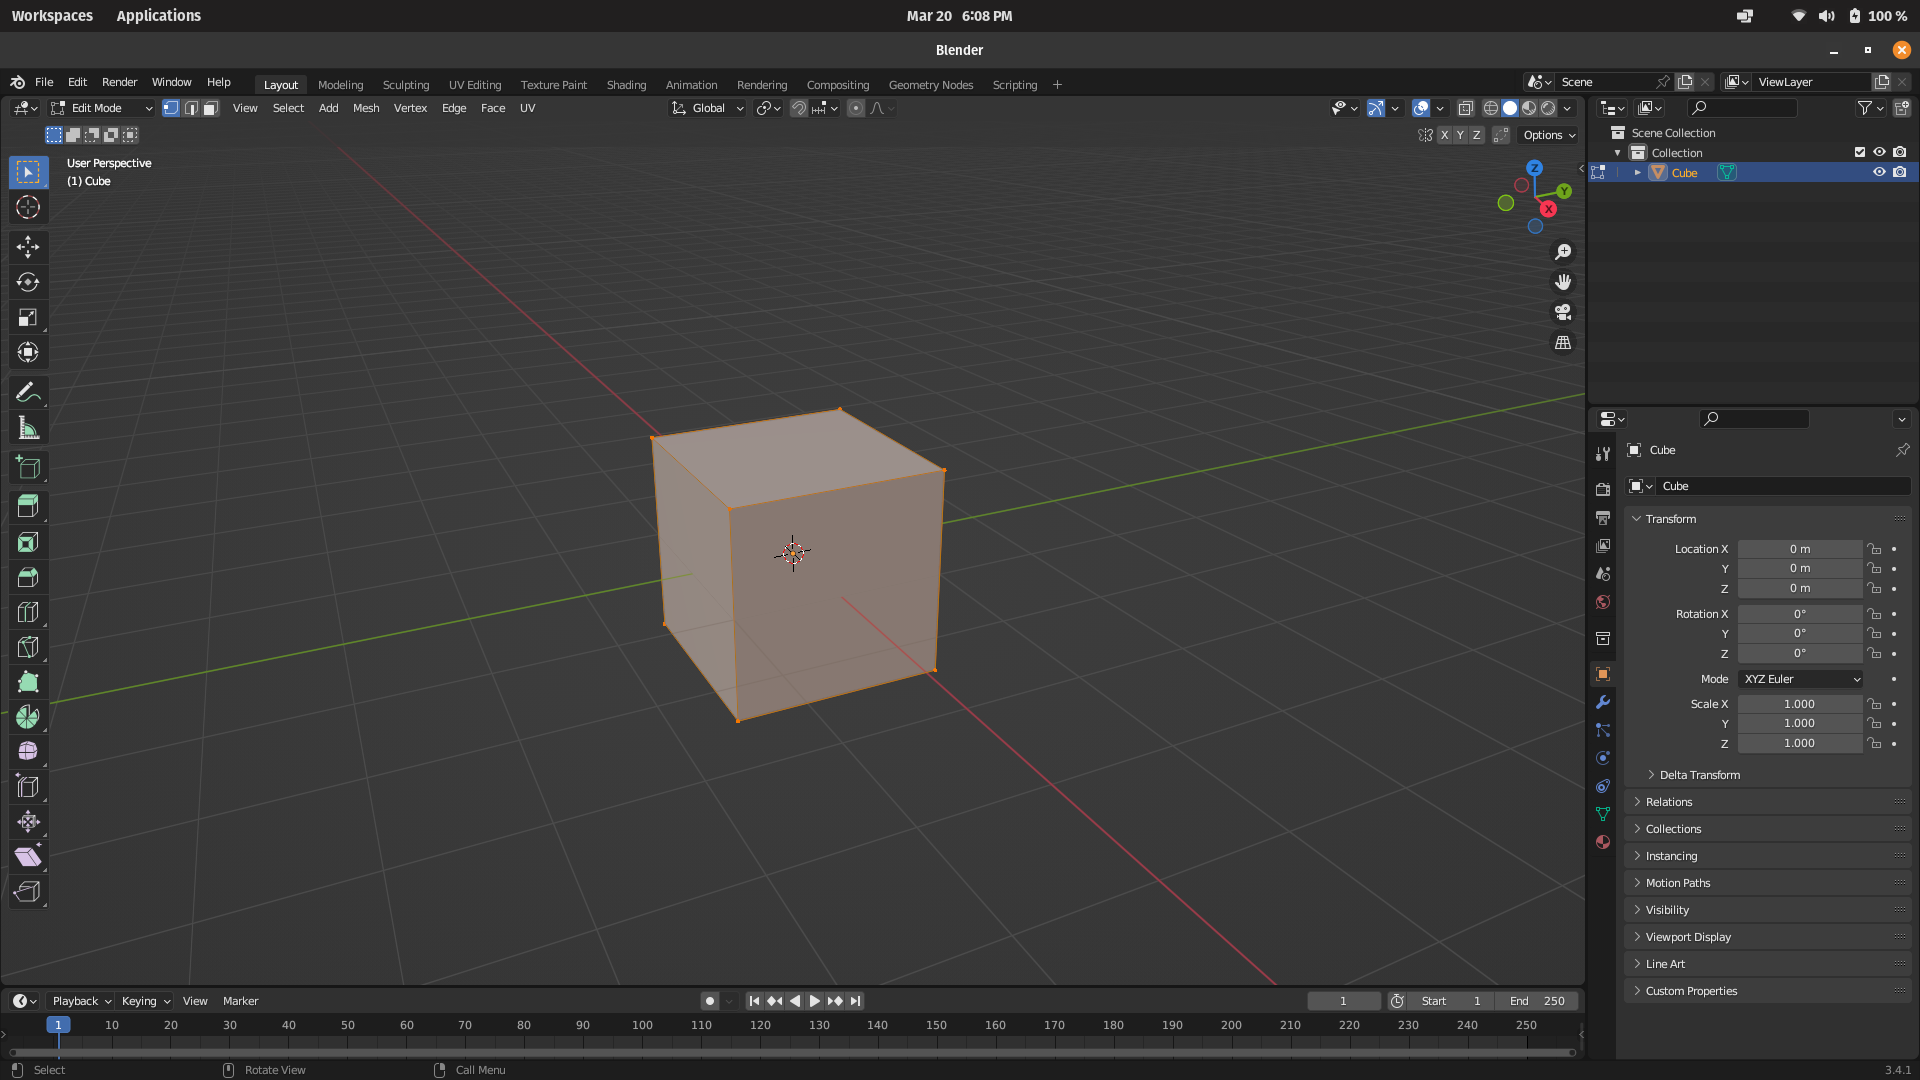 Workspaces Applications Mar 20 6:08 PM 100 %
Blender
File Edit Render Window Help Layout Modeling Sculpting UV Editing Texture Paint Shading Animation Rendering Compositing Geometry Nodes Scripting + Scene ViewLayer
Edit Mode View Select Add Mesh Vertex Edge Face UV Global
X Y Z Options
User Perspective
(1) Cube
Z
Y
X
Scene Collection
Collection
Cube
Cube
Cube
Transform
Location X 0 m
Y 0 m
Z 0 m
Rotation X 0°
Y 0°
Z 0°
Mode XYZ Euler
Scale X 1.000
Y 1.000
Z 1.000
Delta Transform
Relations
Collections
Instancing
Motion Paths
Visibility
Viewport Display
Line Art
Custom Properties
Playback Keying View Marker 1 Start 1 End 250
1 10 20 30 40 50 60 70 80 90 100 110 120 130 140 150 160 170 180 190 200 210 220 230 240 250
Select Rotate View Call Menu 3.4.1